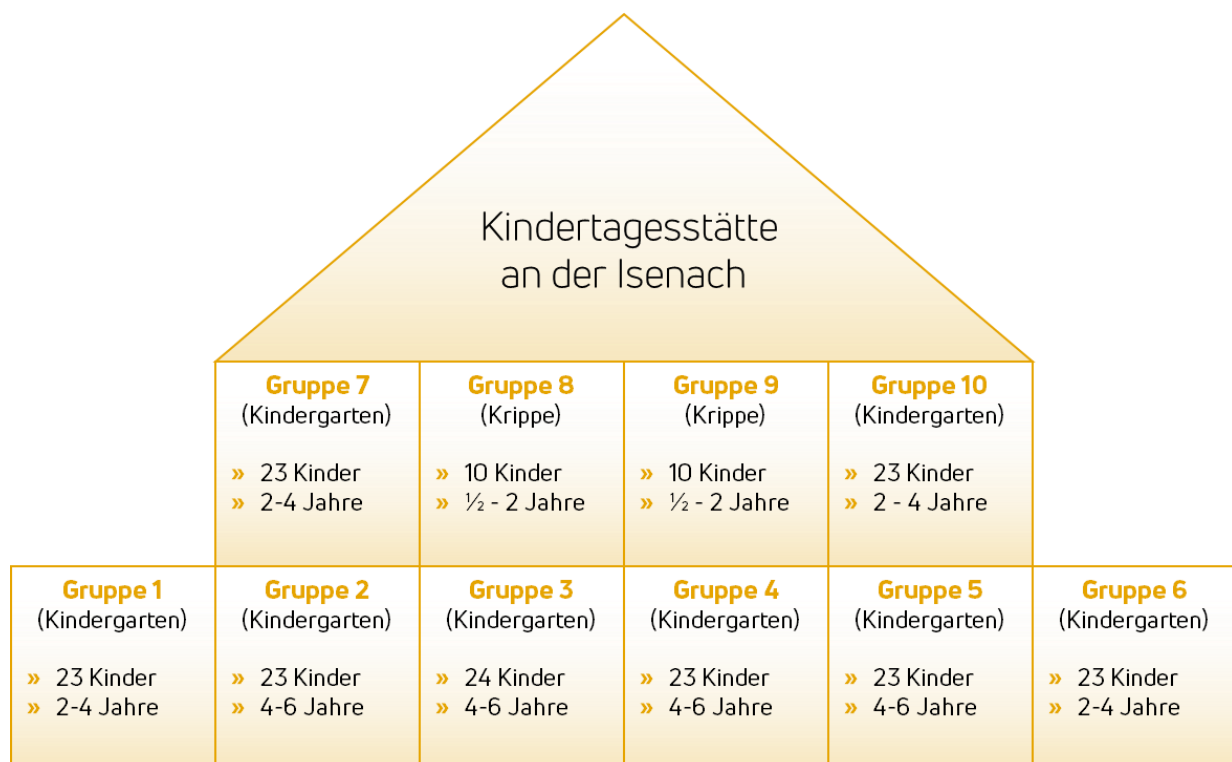 Kindertagesstätte
an der Isenach
Gruppe 7
(Kindergarten)
» 23 Kinder
» 2-4 Jahre
Gruppe 8
(Krippe)
» 10 Kinder
» ½ - 2 Jahre
Gruppe 9
(Krippe)
» 10 Kinder
» ½ - 2 Jahre
Gruppe 10
(Kindergarten)
» 23 Kinder
» 2 - 4 Jahre
Gruppe 1
(Kindergarten)
» 23 Kinder
» 2-4 Jahre
Gruppe 2
(Kindergarten)
» 23 Kinder
» 4-6 Jahre
Gruppe 3
(Kindergarten)
» 24 Kinder
» 4-6 Jahre
Gruppe 4
(Kindergarten)
» 23 Kinder
» 4-6 Jahre
Gruppe 5
(Kindergarten)
» 23 Kinder
» 4-6 Jahre
Gruppe 6
(Kindergarten)
» 23 Kinder
» 2-4 Jahre